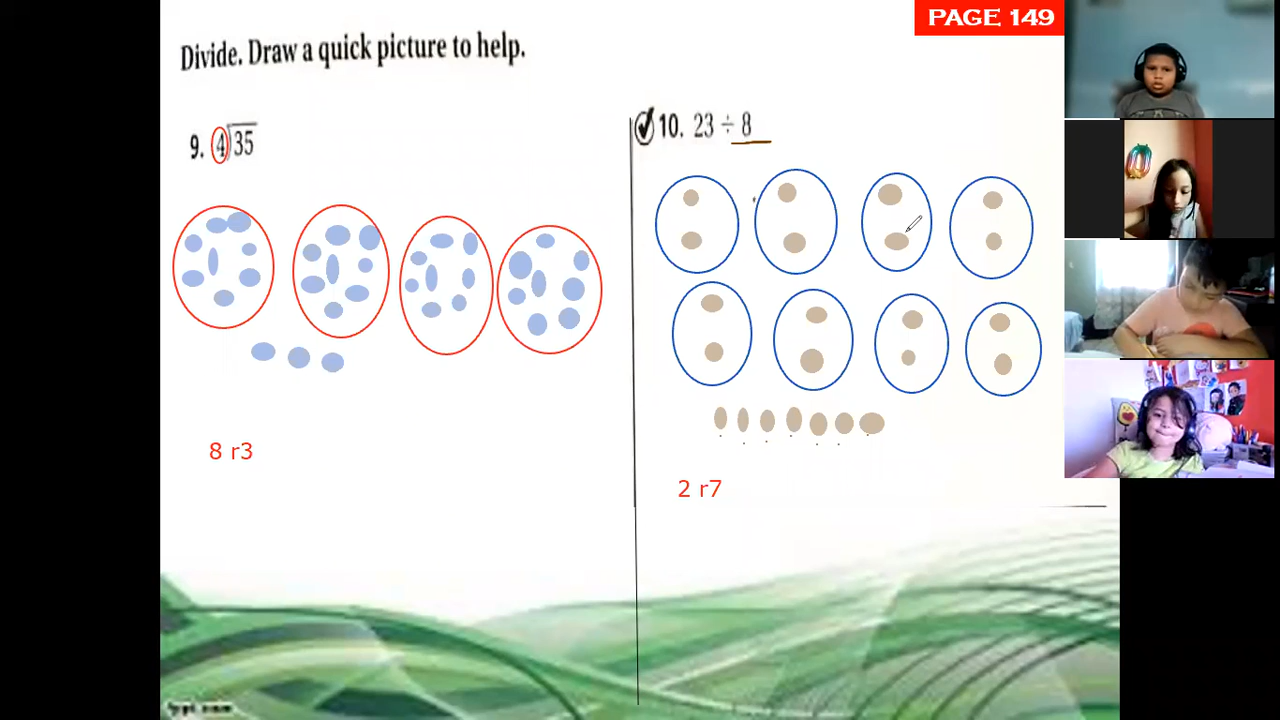 PAGE 149
Divide. Draw a quick picture to help.
9. 4)35
10. 23 ÷ 8
8 r3
2 r7